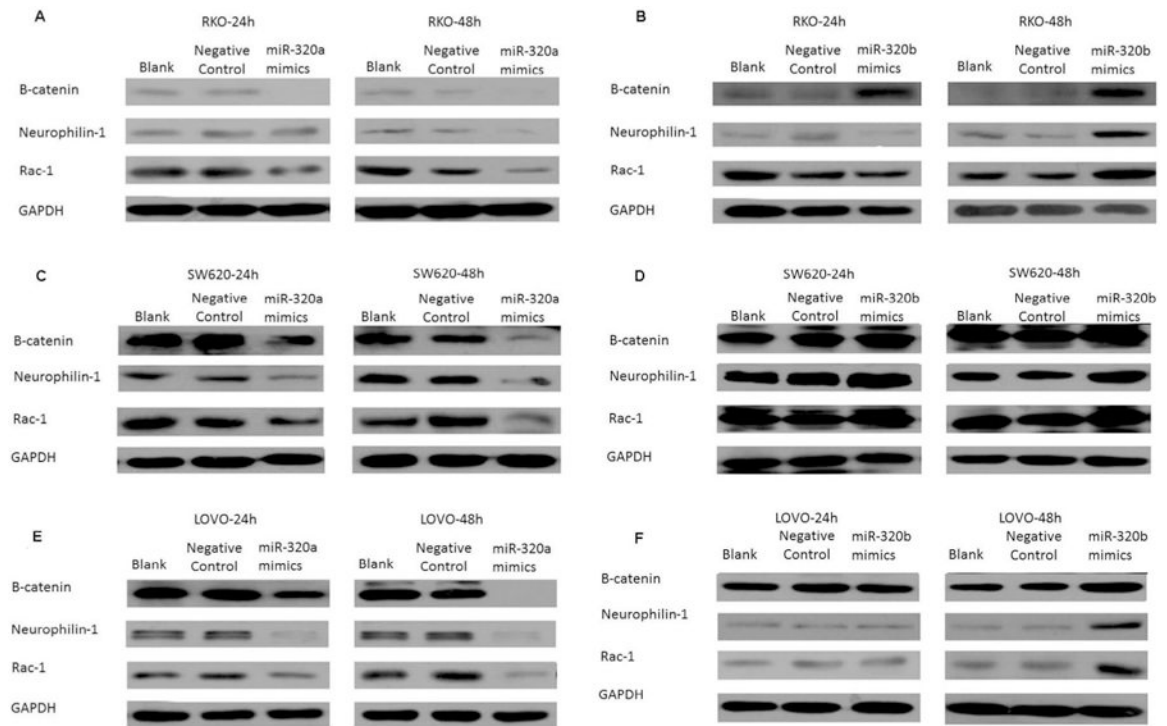 A
RKO-24h
RKO-48h
Blank Negative Control miR-320a mimics
Blank Negative Control miR-320a mimics
B-catenin
Neurophilin-1
Rac-1
GAPDH
B
RKO-24h
RKO-48h
Blank Negative Control miR-320b mimics
Blank Negative Control miR-320b mimics
B-catenin
Neurophilin-1
Rac-1
GAPDH
C
SW620-24h
SW620-48h
Blank Negative Control miR-320a mimics
Blank Negative Control miR-320a mimics
B-catenin
Neurophilin-1
Rac-1
GAPDH
D
SW620-24h
SW620-48h
Blank Negative Control miR-320b mimics
Blank Negative Control miR-320b mimics
B-catenin
Neurophilin-1
Rac-1
GAPDH
E
LOVO-24h
LOVO-48h
Blank Negative Control miR-320a mimics
Blank Negative Control miR-320a mimics
B-catenin
Neurophilin-1
Rac-1
GAPDH
F
LOVO-24h
LOVO-48h
Blank Negative Control miR-320b mimics
Blank Negative Control miR-320b mimics
B-catenin
Neurophilin-1
Rac-1
GAPDH